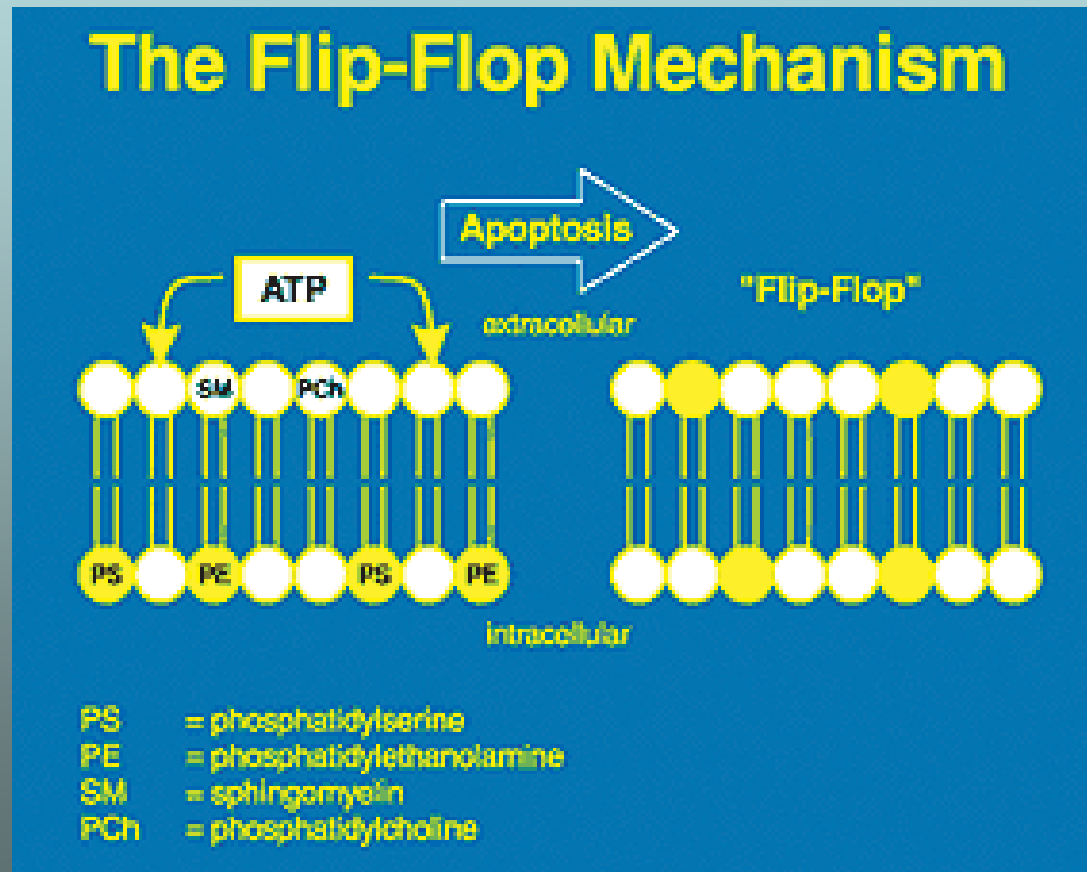 The Flip-Flop Mechanism
Apoptosis
ATP
"Flip-Flop"
extracellular
SM PCh
PS PE PS PE
intracellular
PS = phosphatidylserine
PE = phosphatidylethanolamine
SM = sphingomyelin
PCh = phosphatidylcholine